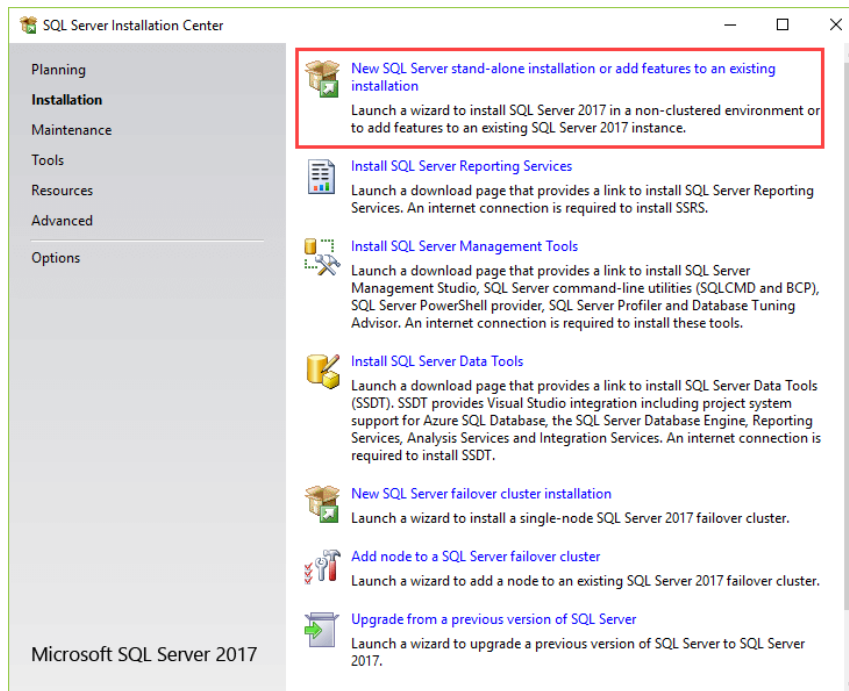 SQL Server Installation Center
Planning
Installation
Maintenance
Tools
Resources
Advanced
Options
Microsoft SQL Server 2017
New SQL Server stand-alone installation or add features to an existing
installation
Launch a wizard to install SQL Server 2017 in a non-clustered environment or
to add features to an existing SQL Server 2017 instance.
Install SQL Server Reporting Services
Launch a download page that provides a link to install SQL Server Reporting
Services. An internet connection is required to install SSRS.
Install SQL Server Management Tools
Launch a download page that provides a link to install SQL Server
Management Studio, SQL Server command-line utilities (SQLCMD and BCP),
SQL Server PowerShell provider, SQL Server Profiler and Database Tuning
Advisor. An internet connection is required to install these tools.
Install SQL Server Data Tools
Launch a download page that provides a link to install SQL Server Data Tools
(SSDT). SSDT provides Visual Studio integration including project system
support for Azure SQL Database, the SQL Server Database Engine, Reporting
Services, Analysis Services and Integration Services. An internet connection is
required to install SSDT.
New SQL Server failover cluster installation
Launch a wizard to install a single-node SQL Server 2017 failover cluster.
Add node to a SQL Server failover cluster
Launch a wizard to add a node to an existing SQL Server 2017 failover cluster.
Upgrade from a previous version of SQL Server
Launch a wizard to upgrade a previous version of SQL Server to SQL Server
2017.